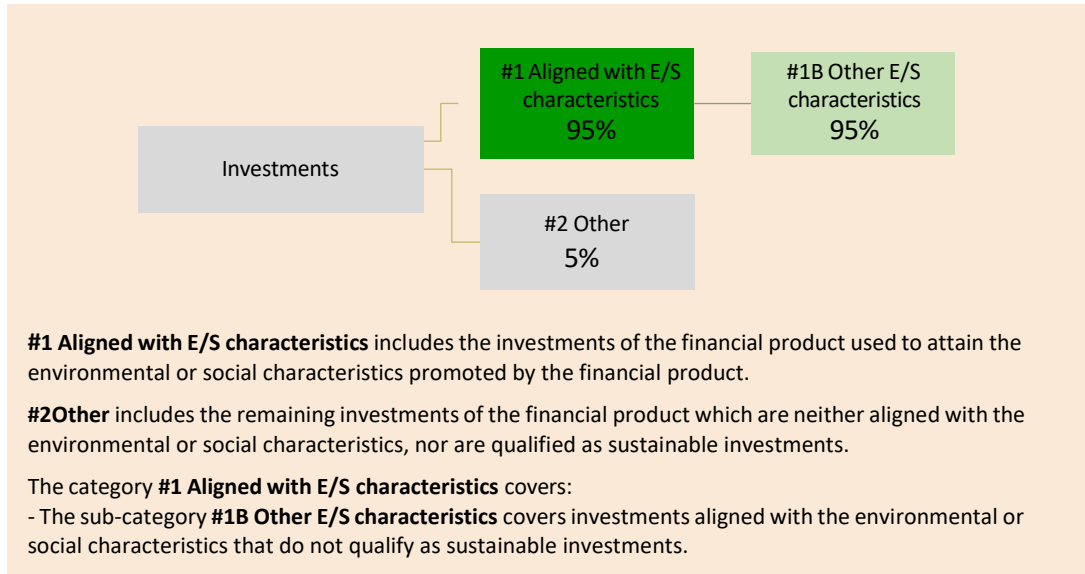 #1 Aligned with E/S
characteristics
95%
#1B Other E/S
characteristics
95%
Investments
#2 Other
5%
#1 Aligned with E/S characteristics includes the investments of the financial product used to attain the
environmental or social characteristics promoted by the financial product.
#2Other includes the remaining investments of the financial product which are neither aligned with the
environmental or social characteristics, nor are qualified as sustainable investments.
The category #1 Aligned with E/S characteristics covers:
- The sub-category #1B Other E/S characteristics covers investments aligned with the environmental or
social characteristics that do not qualify as sustainable investments.